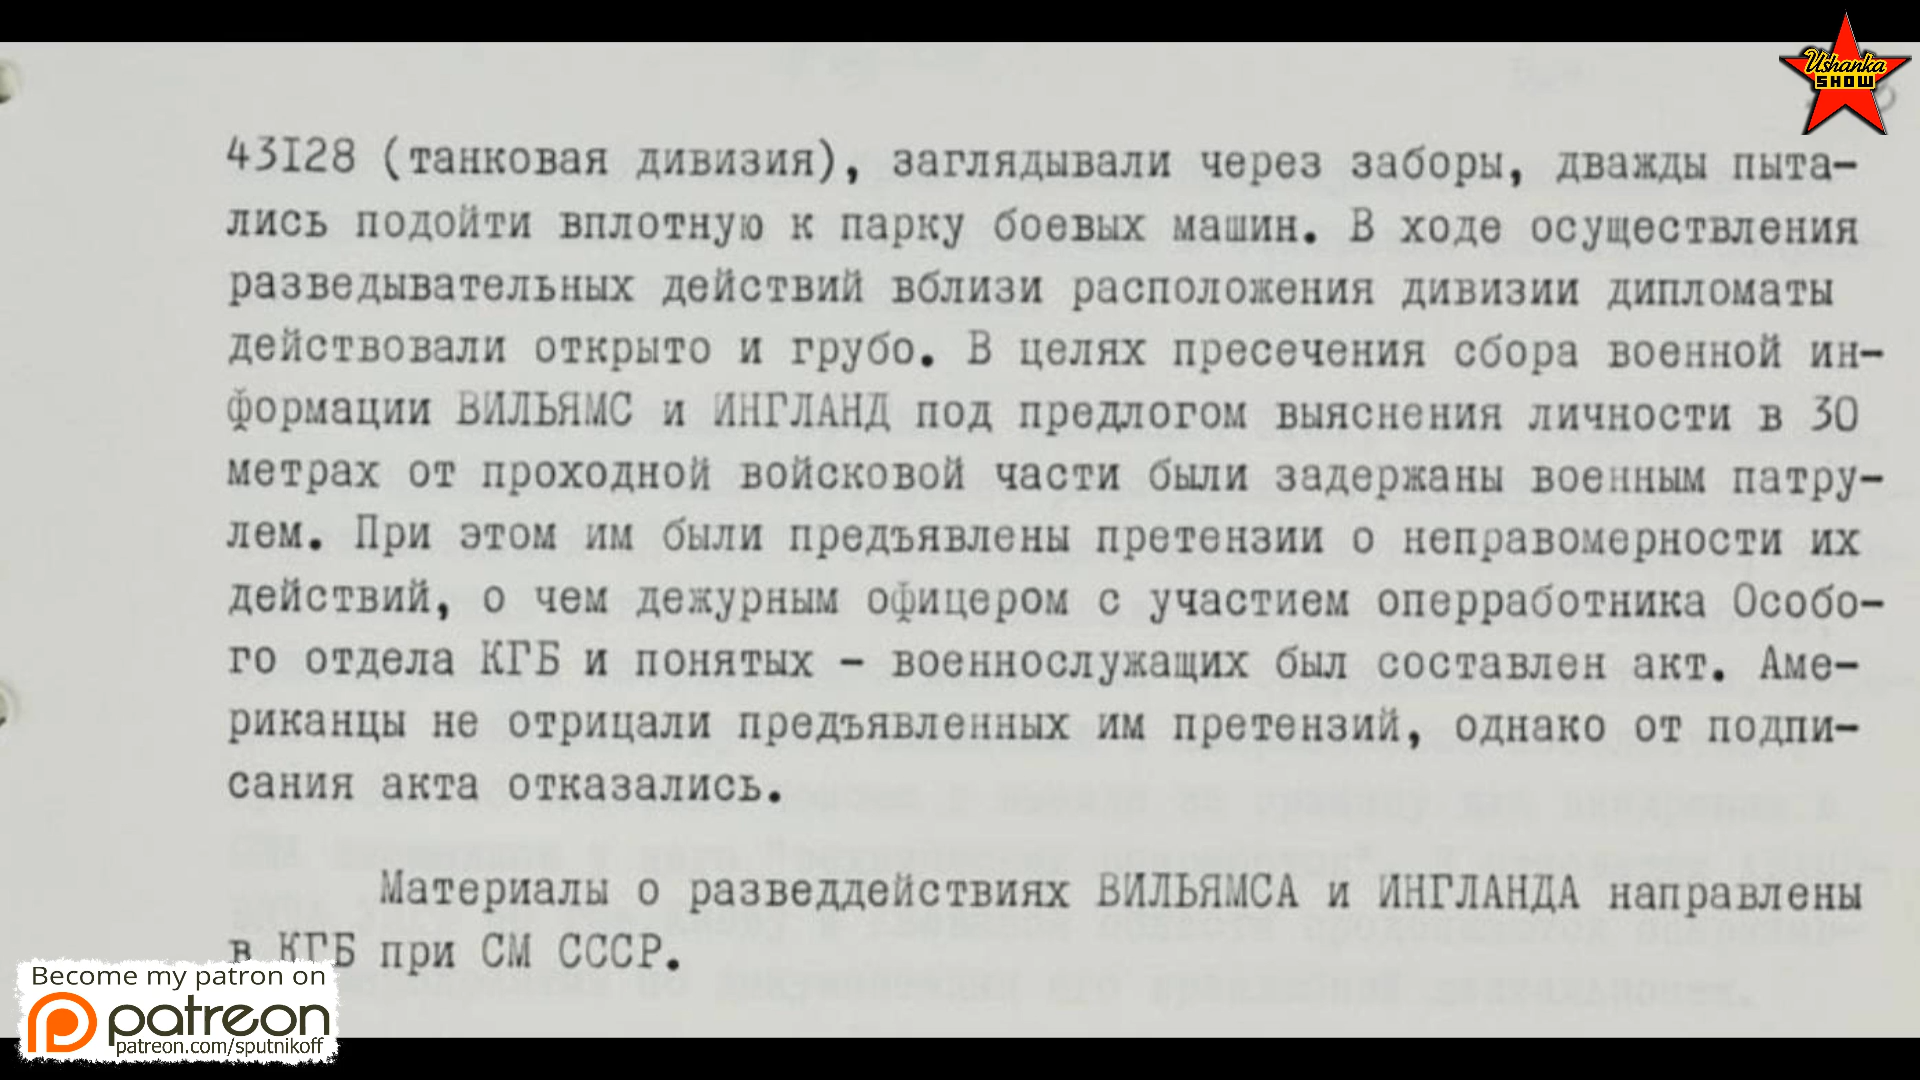 Ushanka
SHOW
43I28 (танковая дивизия), заглядывали через заборы, дважды пыта-
лись подойти вплотную к парку боевых машин. В ходе осуществления
разведывательных действий вблизи расположения дивизии дипломаты
действовали открыто и грубо. В целях пресечения сбора военной ин-
формации ВИЛЬЯМС и ИНГЛАНД под предлогом выяснения личности в 30
метрах от проходной войсковой части были задержаны военным патру-
лем. При этом им были предъявлены претензии о неправомерности их
действий, о чем дежурным офицером с участием оперработника Особо-
го отдела КГБ и понятых – военнослужащих был составлен акт. Аме-
риканцы не отрицали предъявленных им претензий, однако от подпи-
сания акта отказались.
Материалы о разведдействиях ВИЛЬЯМСА и ИНГЛАНДА направлены
в КГБ при СМ СССР.
Become my patron on
patreon
patreon.com/sputnikoff